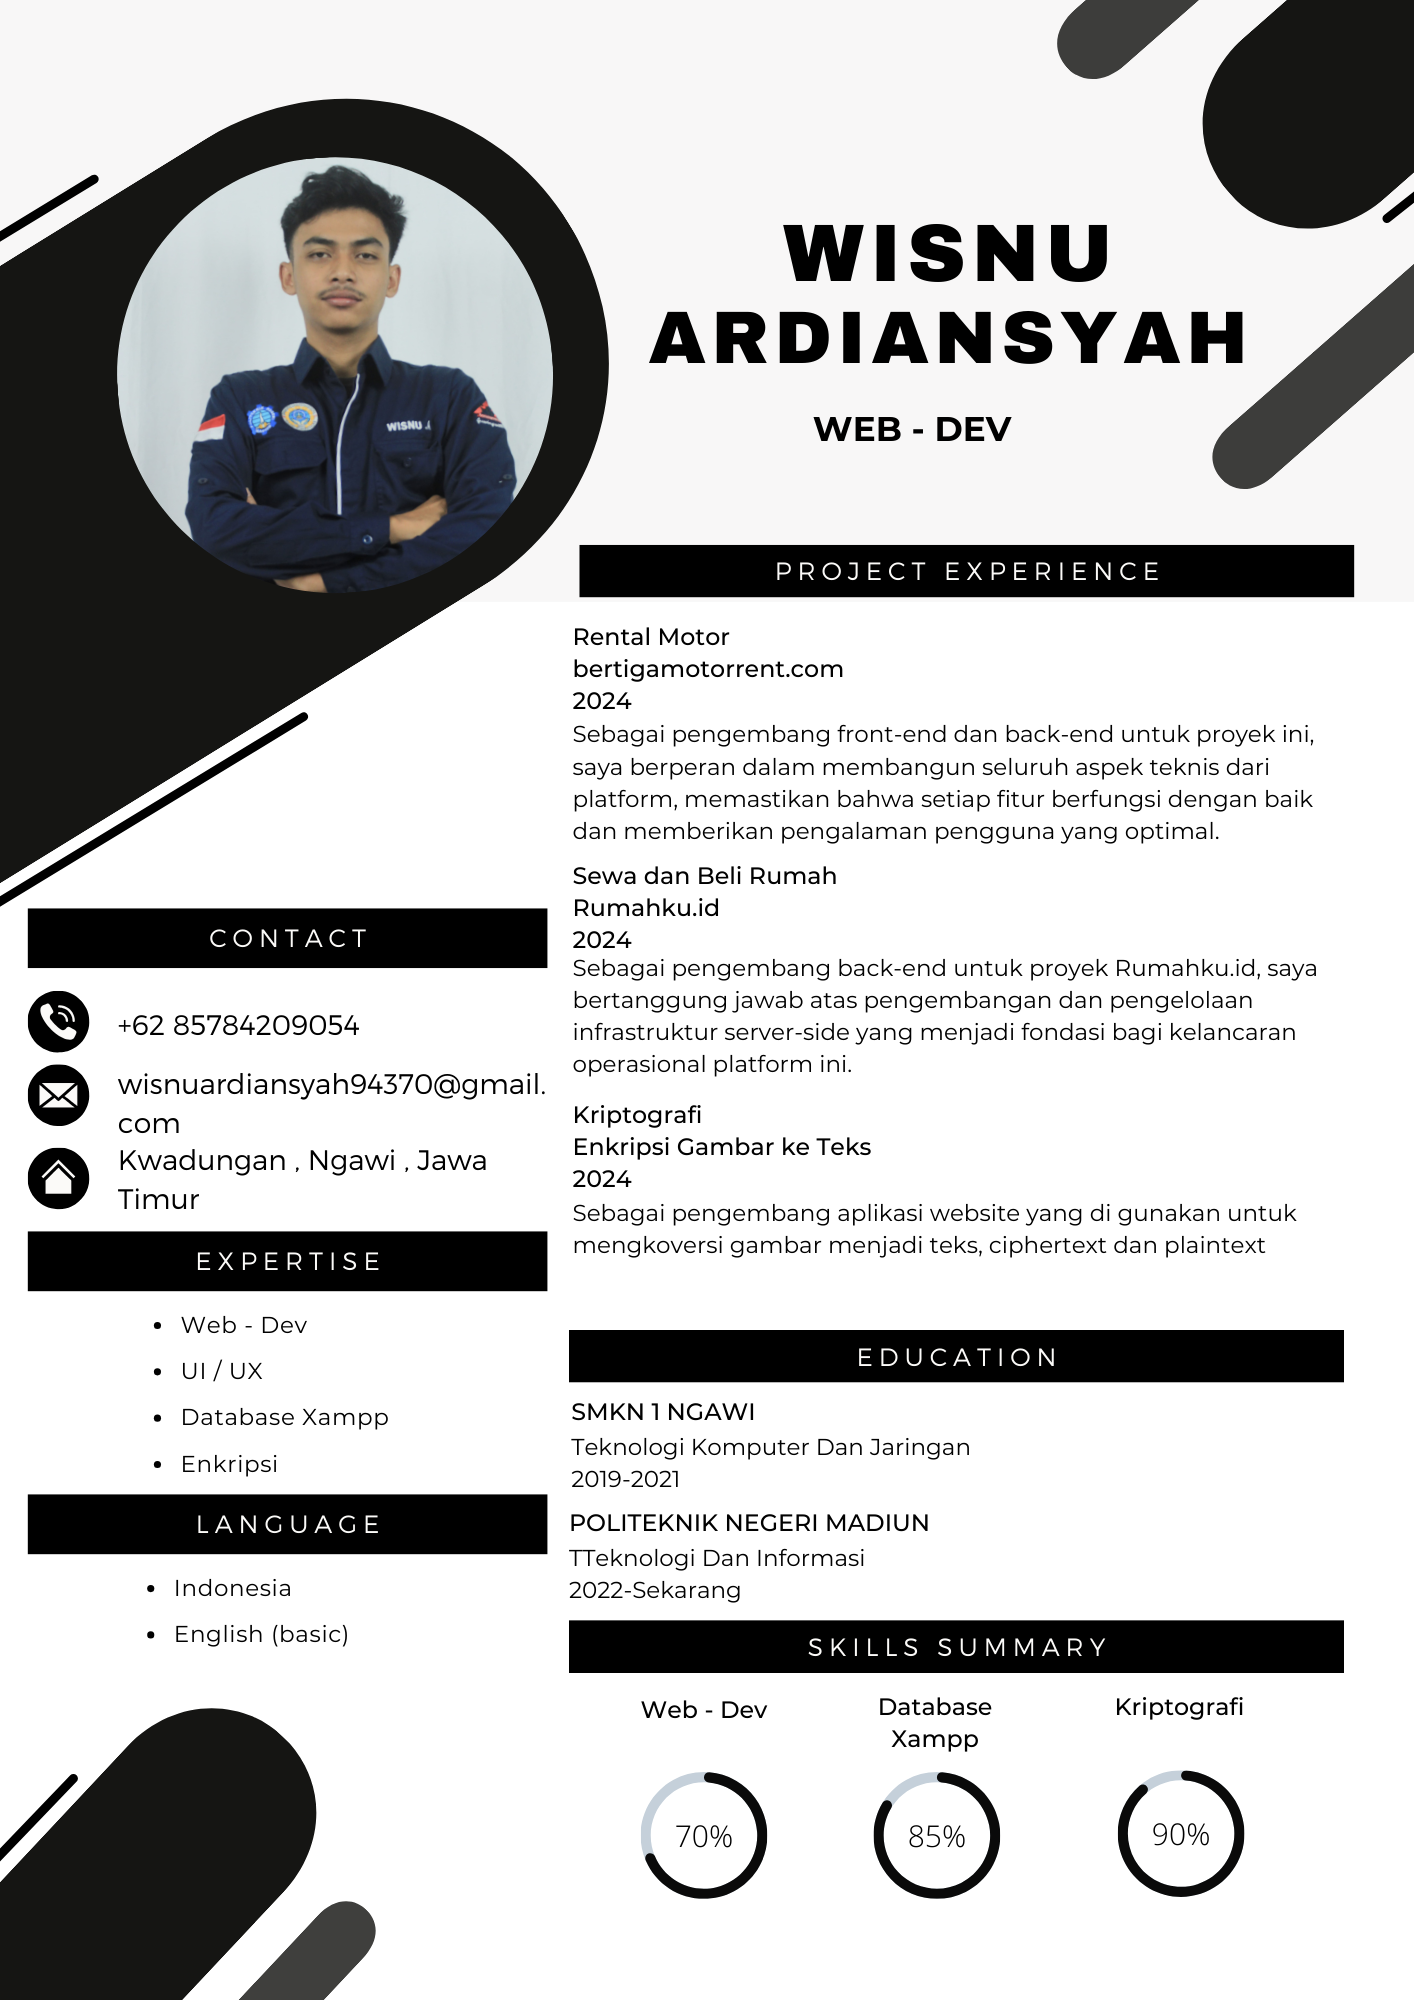 WISNU
ARDIANSYAH
WEB - DEV
WISNU
PROJECT EXPERIENCE
Rental Motor
bertigamotorrent.com
2024
Sebagai pengembang front-end dan back-end untuk proyek ini,
saya berperan dalam membangun seluruh aspek teknis dari
platform, memastikan bahwa setiap fitur berfungsi dengan baik
dan memberikan pengalaman pengguna yang optimal.
Sewa dan Beli Rumah
Rumahku.id
2024
Sebagai pengembang back-end untuk proyek Rumahku.id, saya
bertanggung jawab atas pengembangan dan pengelolaan
infrastruktur server-side yang menjadi fondasi bagi kelancaran
operasional platform ini.
Kriptografi
Enkripsi Gambar ke Teks
2024
Sebagai pengembang aplikasi website yang di gunakan untuk
mengkoversi gambar menjadi teks, ciphertext dan plaintext
CONTACT
+62 85784209054
wisnuardiansyah94370@gmail.
com
Kwadungan , Ngawi , Jawa
Timur
EXPERTISE
• Web - Dev
• UI / UX
• Database Xampp
• Enkripsi
LANGUAGE
• Indonesia
• English (basic)
EDUCATION
SMKN 1 NGAWI
Teknologi Komputer Dan Jaringan
2019-2021
POLITEKNIK NEGERI MADIUN
TTeknologi Dan Informasi
2022-Sekarang
SKILLS SUMMARY
Web - Dev
Database
Xampp
Kriptografi
70%
85%
90%